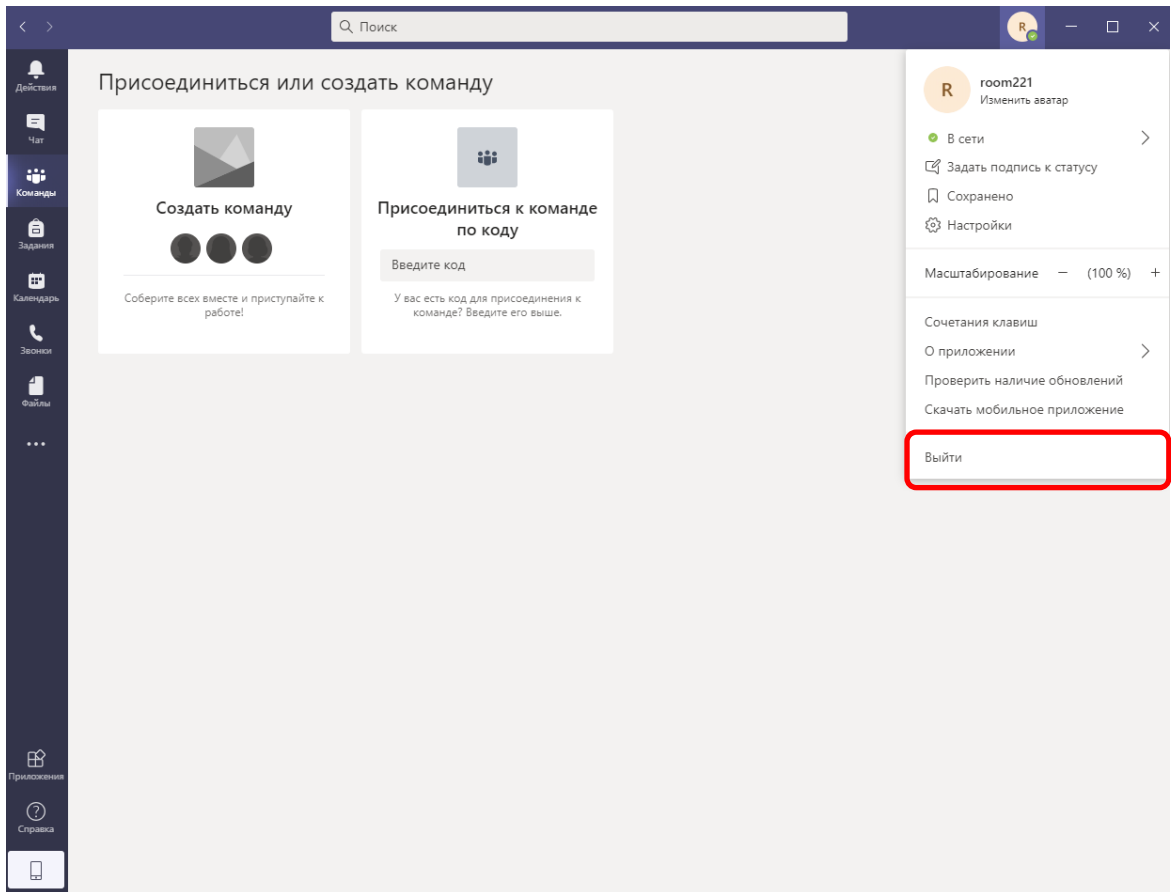 Поиск
R
Действия
Чат
Команды
Задания
Календарь
Звонки
Файлы
Приложения
Справка
Присоединиться или создать команду
Создать команду
Соберите всех вместе и приступайте к
работе!
Присоединиться к команде
по коду
Введите код
У вас есть код для присоединения к
команде? Введите его выше.
R
room221
Изменить аватар
В сети
Задать подпись к статусу
Сохранено
Настройки
Масштабирование — (100 %) +
Сочетания клавиш
О приложении
Проверить наличие обновлений
Скачать мобильное приложение
Выйти